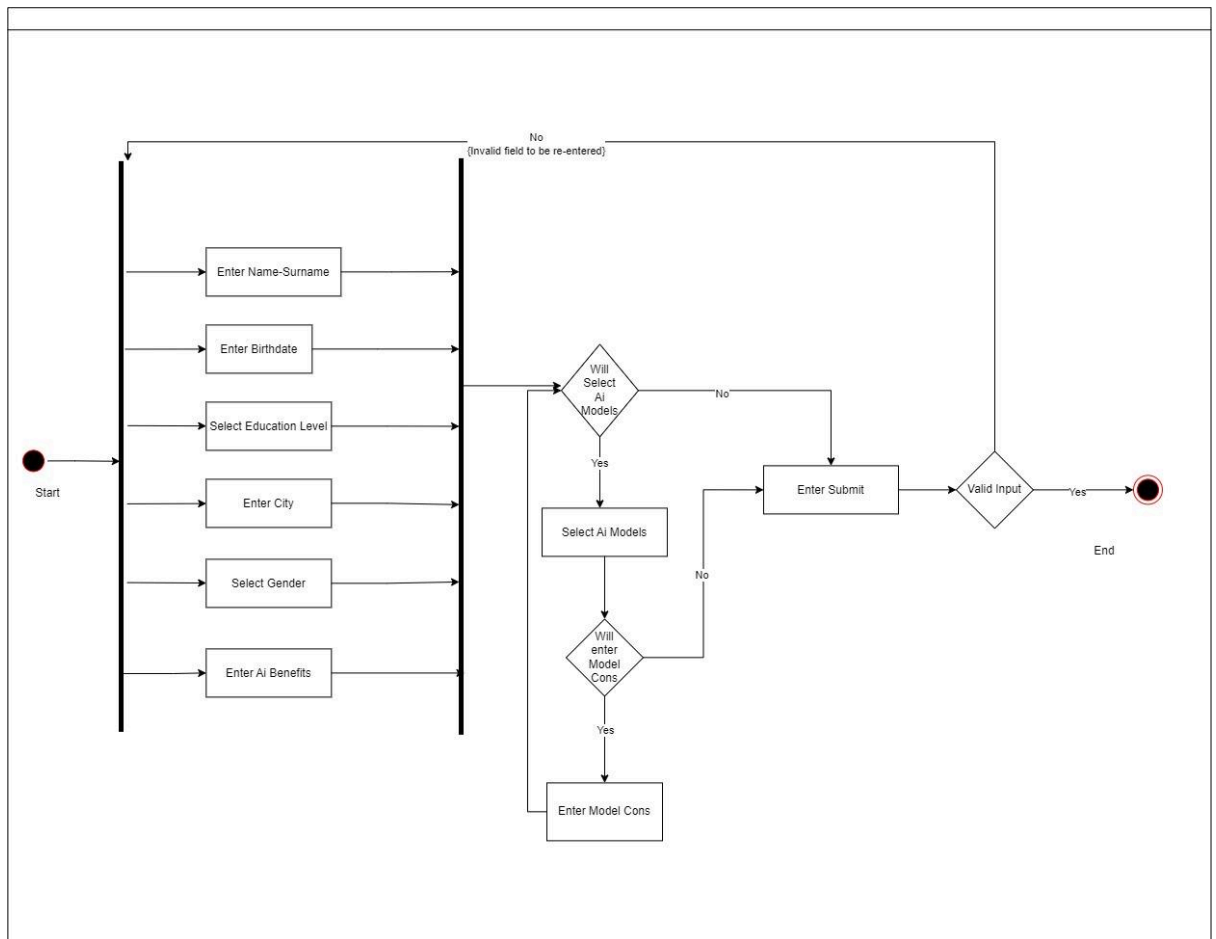 No
{Invalid field to be re-entered}
Enter Name-Surname
Enter Birthdate
Select Education Level
Enter City
Select Gender
Enter Ai Benefits
Start
Will
Select
Ai
Models
No
Yes
Select Ai Models
Will
enter
Model
Cons
No
Yes
Enter Model Cons
Enter Submit
Valid Input
Yes
End